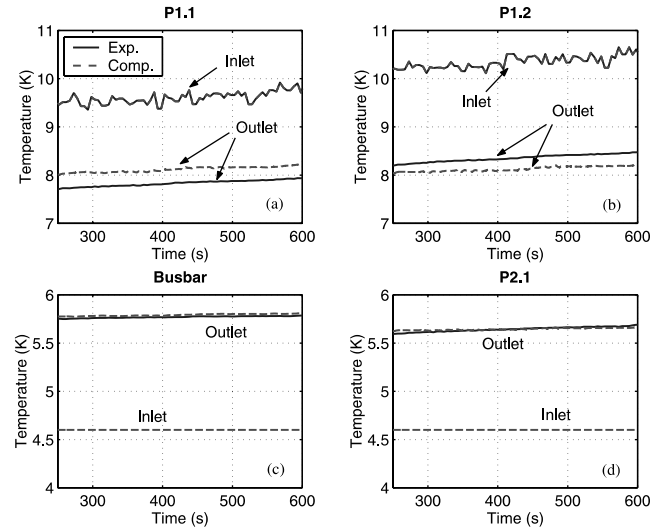 P1.1
11
10
9
8
7
Temperature (K)
Exp.
Comp.
Inlet
Outlet
(a)
300
400
500
600
Time (s)
P1.2
11
10
9
8
7
Temperature (K)
Inlet
Outlet
(b)
300
400
500
600
Time (s)
Busbar
6
5.5
5
4.5
4
Temperature (K)
Outlet
Inlet
(c)
300
400
500
600
Time (s)
P2.1
6
5.5
5
4.5
4
Temperature (K)
Outlet
Inlet
(d)
300
400
500
600
Time (s)